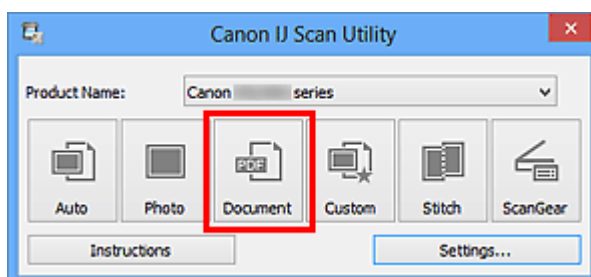 Canon IJ Scan Utility
Product Name: Canon series
PDF
Auto Photo Document Custom Stitch ScanGear
Instructions Settings...